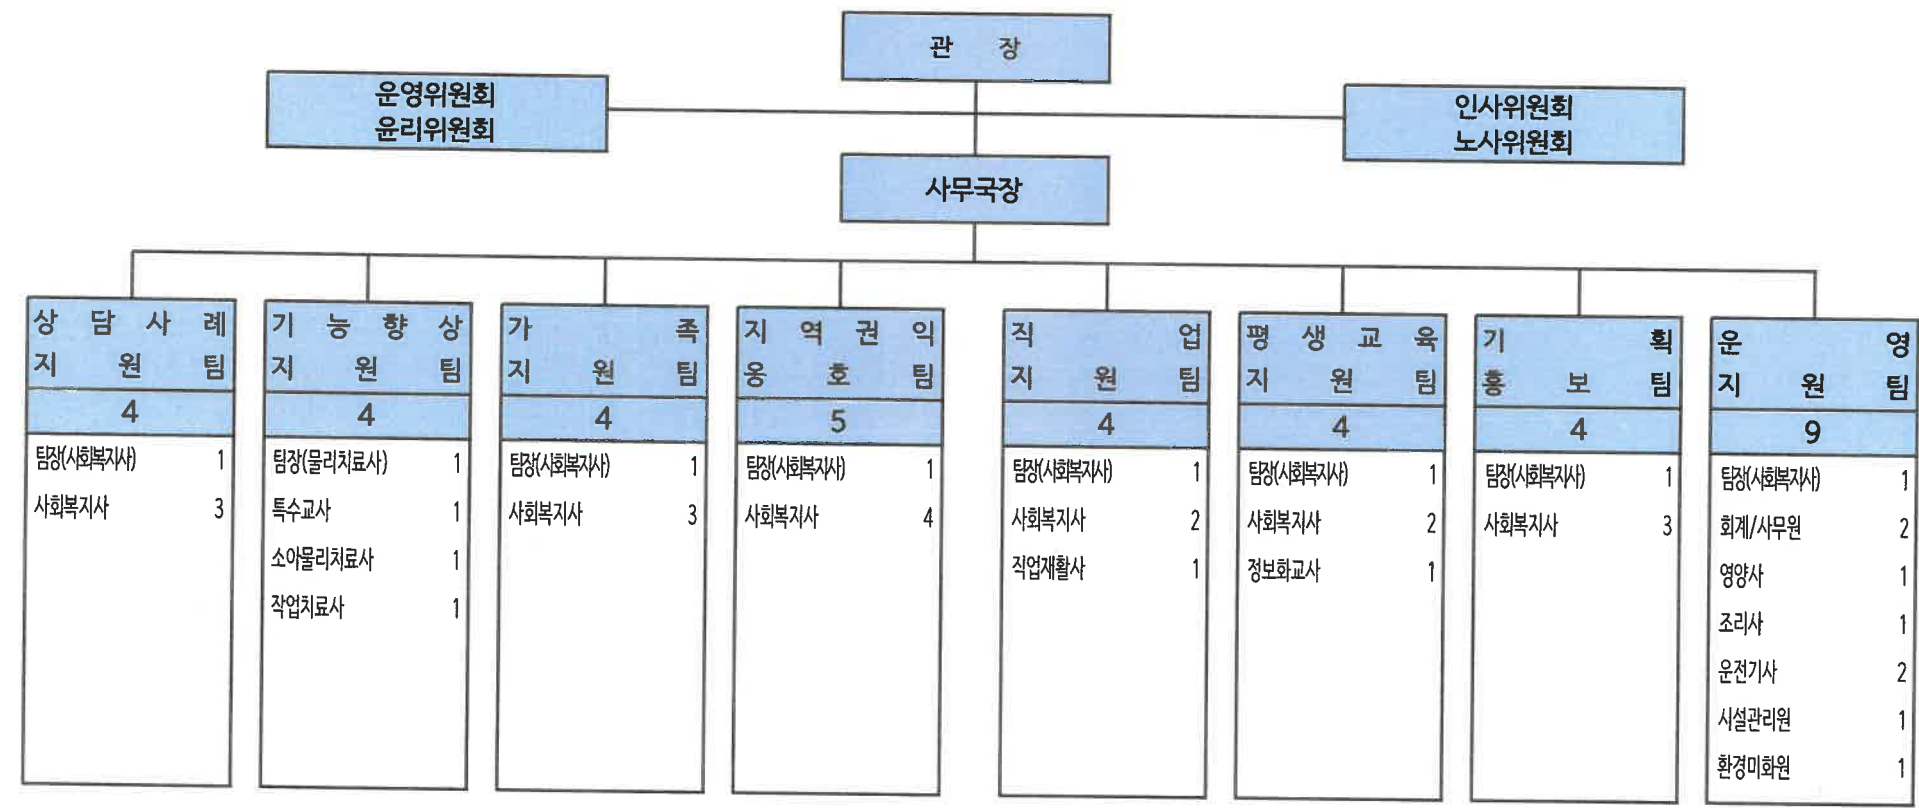 관 장
운영위원회
윤리위원회
인사위원회
노사위원회
사무국장
상담사례
지원팀
4
팀장(사회복지사) 1
사회복지사 3
기능향상
지원팀
4
팀장(물리치료사) 1
특수교사 1
소아물리치료사 1
작업치료사 1
가족
지원팀
4
팀장(사회복지사) 1
사회복지사 3
지역권익
옹호팀
5
팀장(사회복지사) 1
사회복지사 4
직업
지원팀
4
팀장(사회복지사) 1
사회복지사 2
직업재활사 1
평생교육
지원팀
4
팀장(사회복지사) 1
사회복지사 2
정보화교사 1
기획
홍보팀
4
팀장(사회복지사) 1
사회복지사 3
운영
지원팀
9
팀장(사회복지사) 1
회계/사무원 2
영양사 1
조리사 1
운전기사 2
시설관리원 1
환경미화원 1